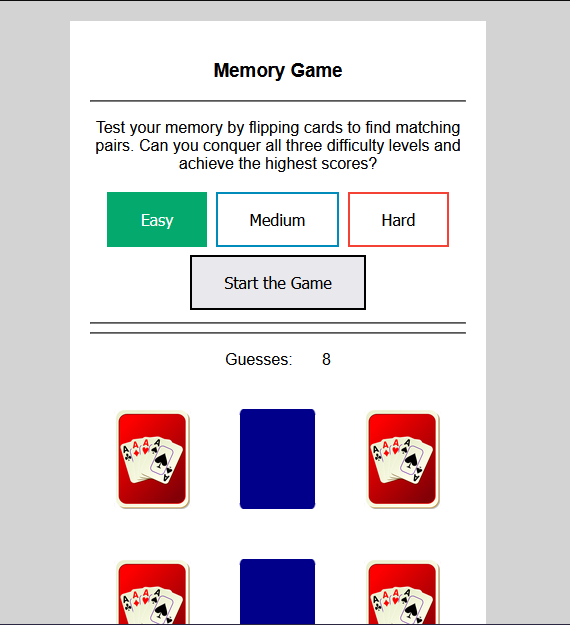 Memory Game
Test your memory by flipping cards to find matching
pairs. Can you conquer all three difficulty levels and
achieve the highest scores?
Easy Medium Hard
Start the Game
Guesses: 8
A A A A A A A A
A A A A A A A A